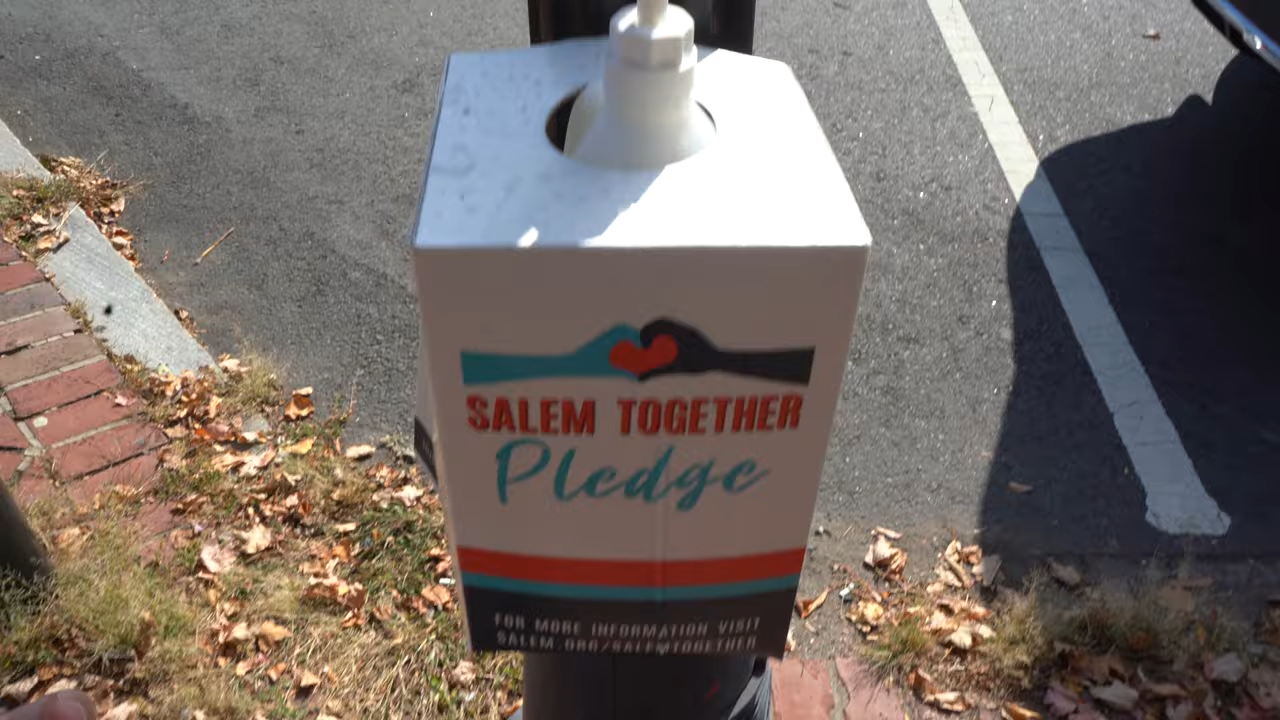 SALEM TOGETHER
Pledge
FOR MORE INFORMATION VISIT
SALEM.ORG/SALEMTOGETHER